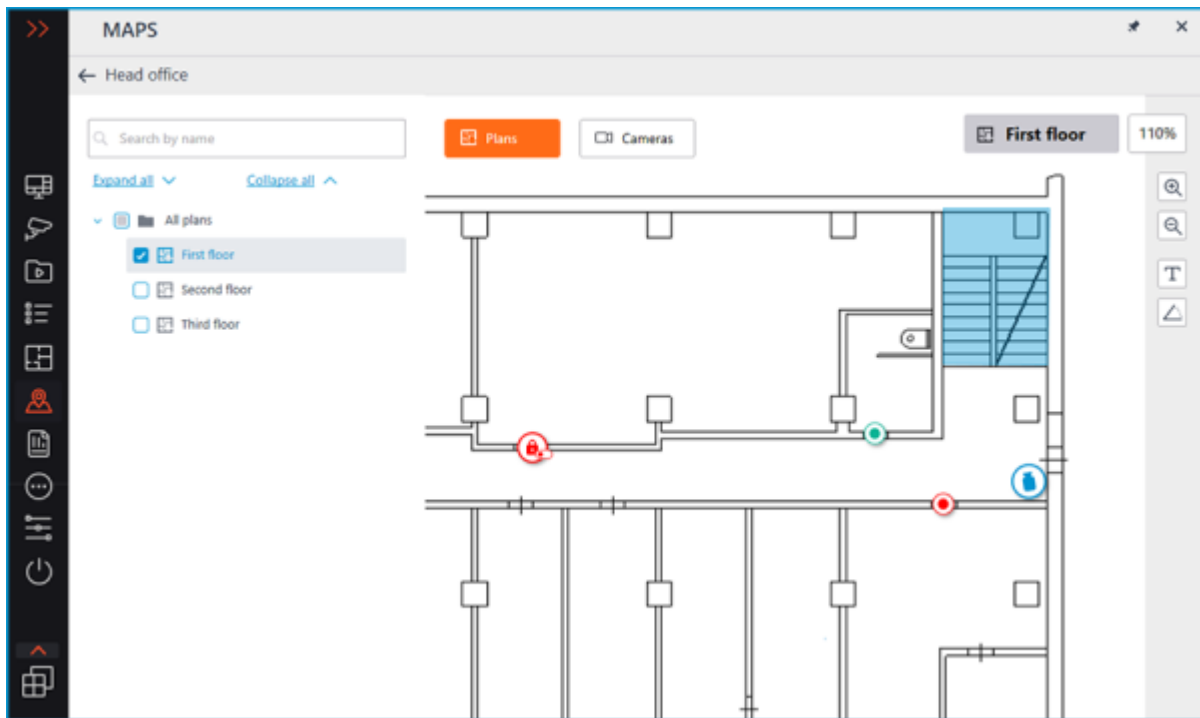 MAPS
Head office
Search by name
Plans
Cameras
First floor
110%
Expand all
Collapse all
All plans
First floor
Second floor
Third floor
T